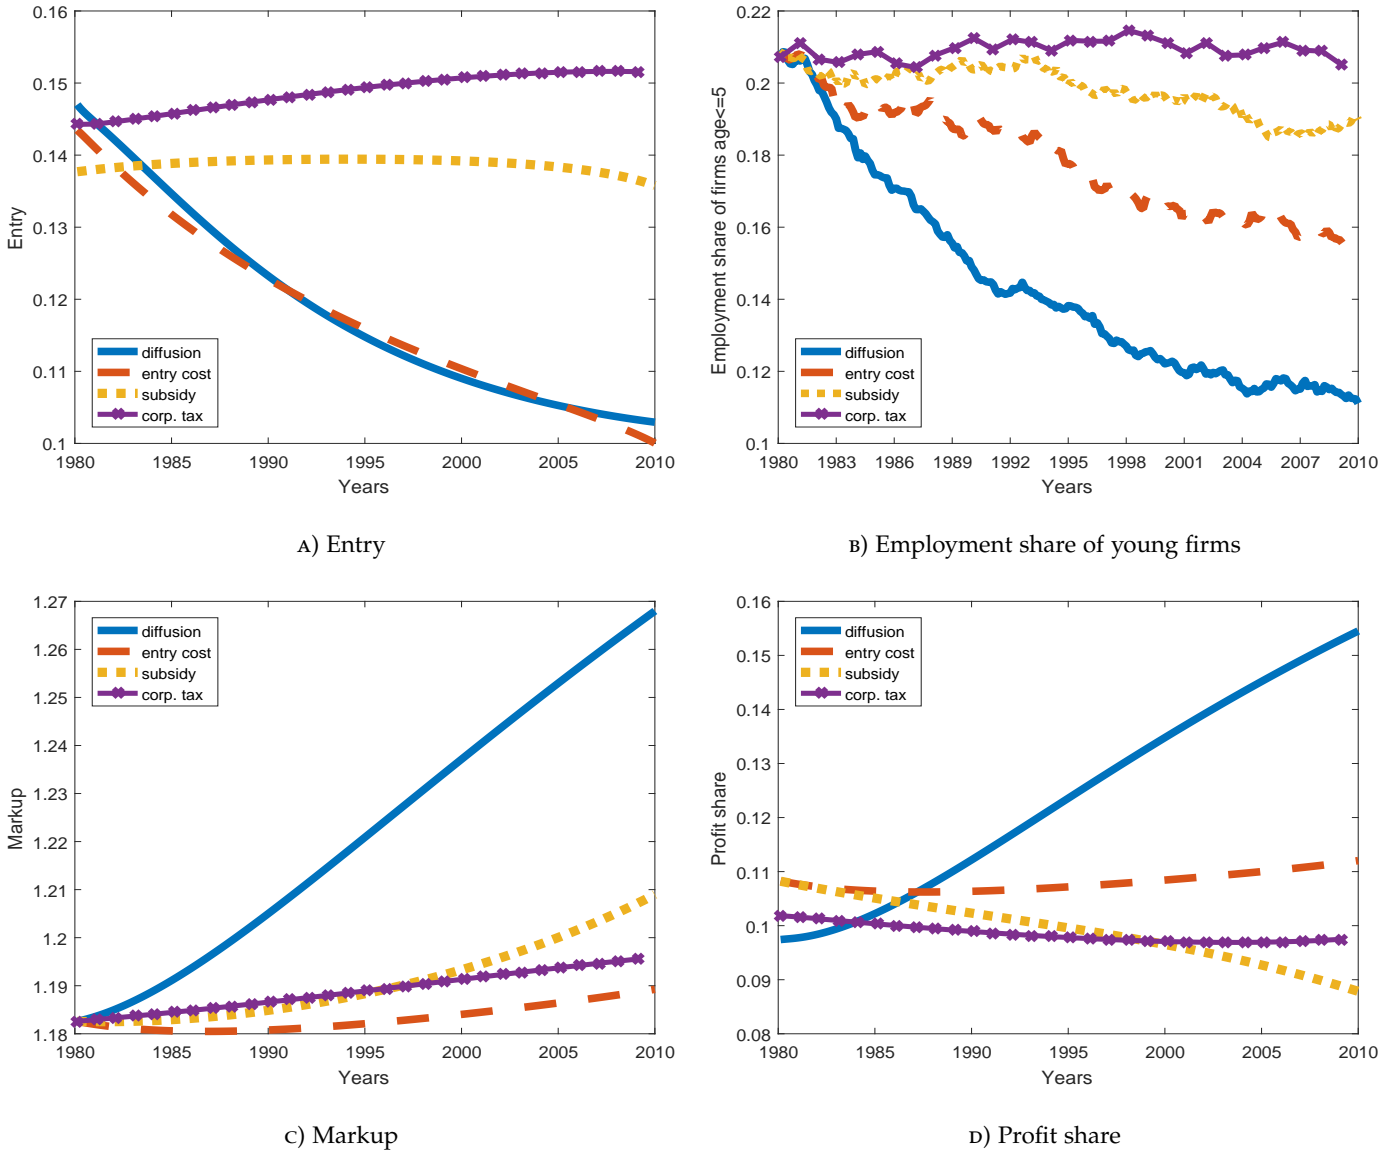 0.16
0.15
0.14
0.13
0.12
0.11
0.1
Entry
diffusion
entry cost
subsidy
corp. tax
1980 1985 1990 1995 2000 2005 2010
Years
A) Entry
0.22
0.2
0.18
0.16
0.14
0.12
0.1
Employment share of firms age<=5
diffusion
entry cost
subsidy
corp. tax
1980 1983 1986 1989 1992 1995 1998 2001 2004 2007 2010
Years
B) Employment share of young firms
1.27
1.26
1.25
1.24
1.23
1.22
1.21
1.2
1.19
1.18
Markup
diffusion
entry cost
subsidy
corp. tax
1980 1985 1990 1995 2000 2005 2010
Years
C) Markup
0.16
0.15
0.14
0.13
0.12
0.11
0.1
0.09
0.08
Profit share
diffusion
entry cost
subsidy
corp. tax
1980 1985 1990 1995 2000 2005 2010
Years
D) Profit share